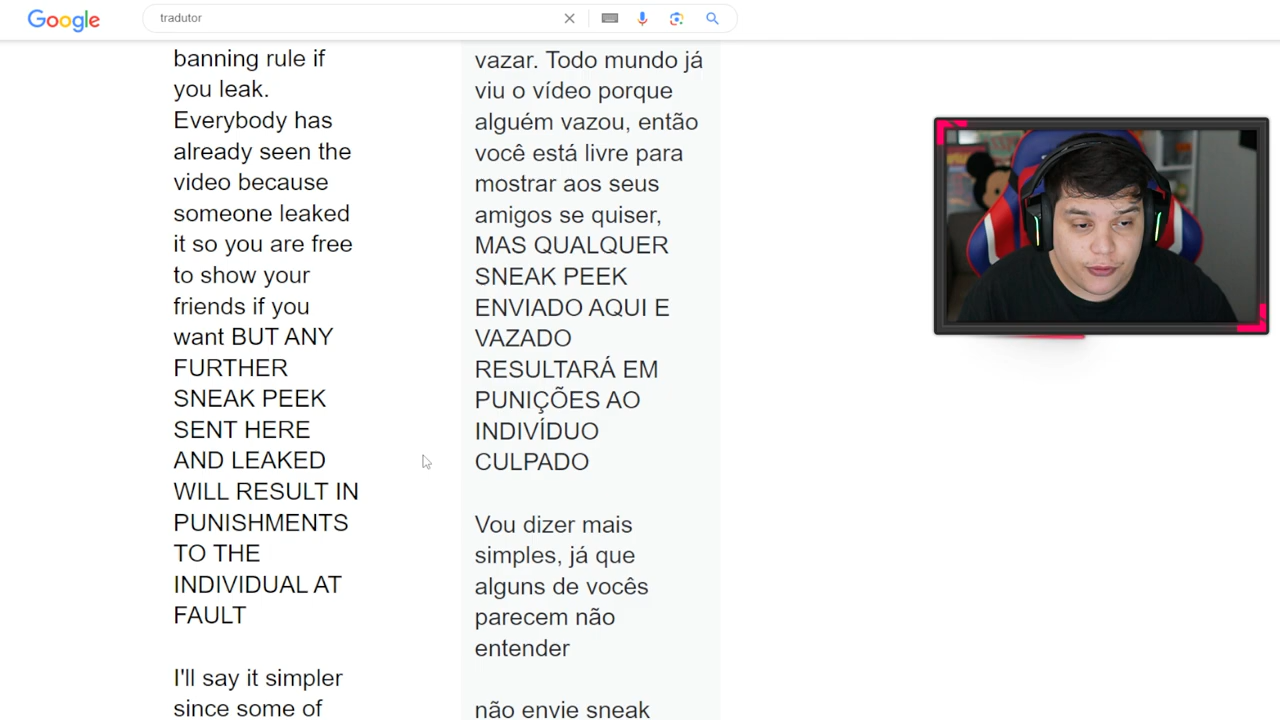 Google
tradutor
banning rule if
you leak.
Everybody has
already seen the
video because
someone leaked
it so you are free
to show your
friends if you
want BUT ANY
FURTHER
SNEAK PEEK
SENT HERE
AND LEAKED
WILL RESULT IN
PUNISHMENTS
TO THE
INDIVIDUAL AT
FAULT
I'll say it simpler
since some of
vazar. Todo mundo já
viu o vídeo porque
alguém vazou, então
você está livre para
mostrar aos seus
amigos se quiser,
MAS QUALQUER
SNEAK PEEK
ENVIADO AQUI E
VAZADO
RESULTARÁ EM
PUNIÇÕES AO
INDIVÍDUO
CULPADO
Vou dizer mais
simples, já que
alguns de vocês
parecem não
entender
não envie sneak